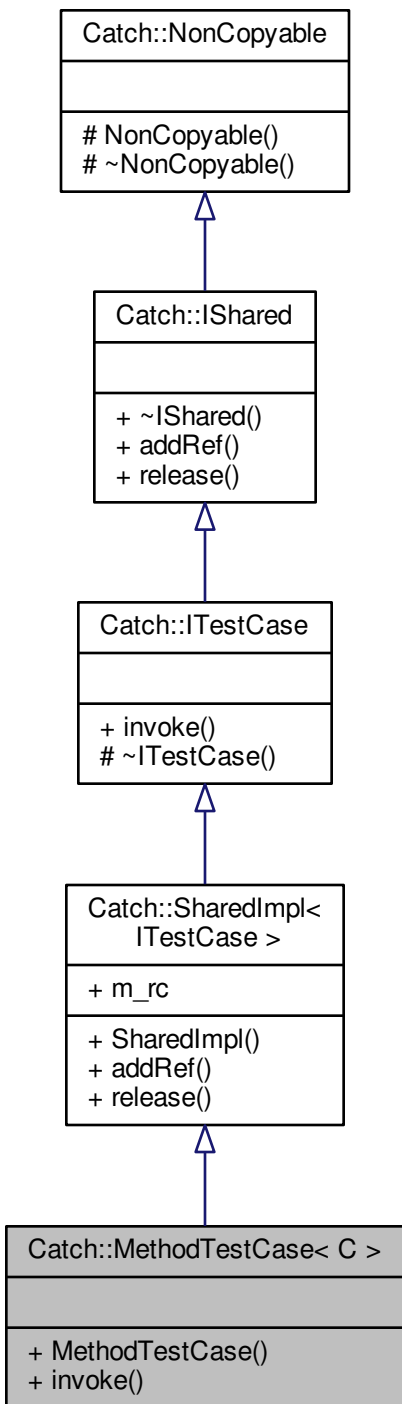 Catch::NonCopyable
# NonCopyable()
# ~NonCopyable()
Catch::IShared
+ ~IShared()
+ addRef()
+ release()
Catch::ITestCase
+ invoke()
# ~ITestCase()
Catch::SharedImpl<
ITestCase >
+ m_rc
+ SharedImpl()
+ addRef()
+ release()
Catch::MethodTestCase< C >
+ MethodTestCase()
+ invoke()